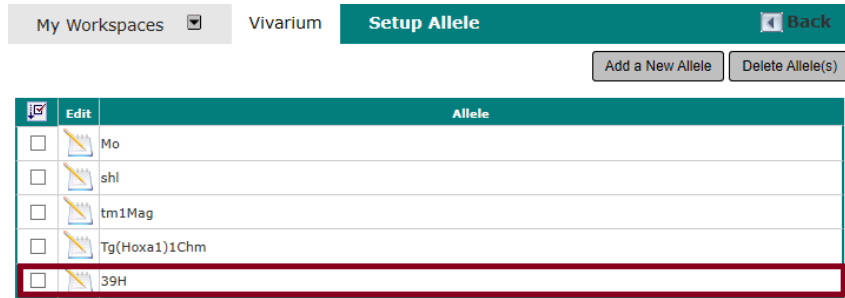 My Workspaces Vivarium Setup Allele Back
Add a New Allele Delete Allele(s)
Edit Allele
Mo
shl
tm1Mag
Tg(Hoxa1)1Chm
39H